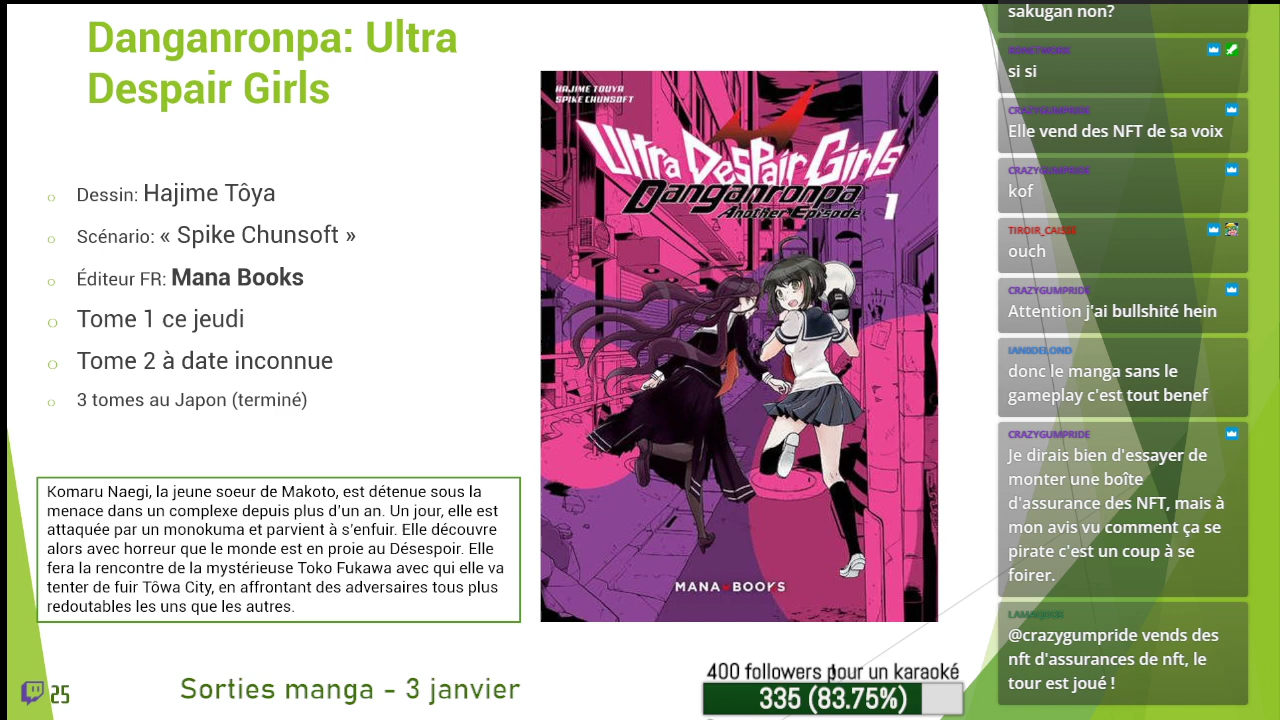 Danganronpa: Ultra
Despair Girls
Dessin: Hajime Tôya
Scénario: « Spike Chunsoft »
Éditeur FR: Mana Books
Tome 1 ce jeudi
Tome 2 à date inconnue
3 tomes au Japon (terminé)
Komaru Naegi, la jeune sœur de Makoto, est détenue sous la
menace dans un complexe depuis plus d'un an. Un jour, elle est
attaquée par un monokuma et parvient à s'enfuir. Elle découvre
alors avec horreur que le monde est en proie au Désespoir. Elle
fera la rencontre de la mystérieuse Toko Fukawa avec qui elle va
tenter de fuir Tôwa City, en affrontant des adversaires tous plus
redoutables les uns que les autres.
HAJIME TOUYA
SPIKE CHUNSOFT
Ultra Despair Girls
Danganronpa
Another Episode
1
MANA BOOKS
25
Sorties manga - 3 janvier
400 followers pour un karaoké
335 (83.75%)
sakugan non?
si si
CRAZYGUMPRIDE
Elle vend des NFT de sa voix
CRAZYGUMPRIDE
kof
TIROIR_CAISSE
ouch
CRAZYGUMPRIDE
Attention j'ai bullshité hein
IANODELOND
donc le manga sans le
gameplay c'est tout benef
CRAZYGUMPRIDE
Je dirais bien d'essayer de
monter une boîte
d'assurance des NFT, mais à
mon avis vu comment ça se
pirate c'est un coup à se
foirer.
@crazygumpride vends des
nft d'assurances de nft, le
tour est joué !